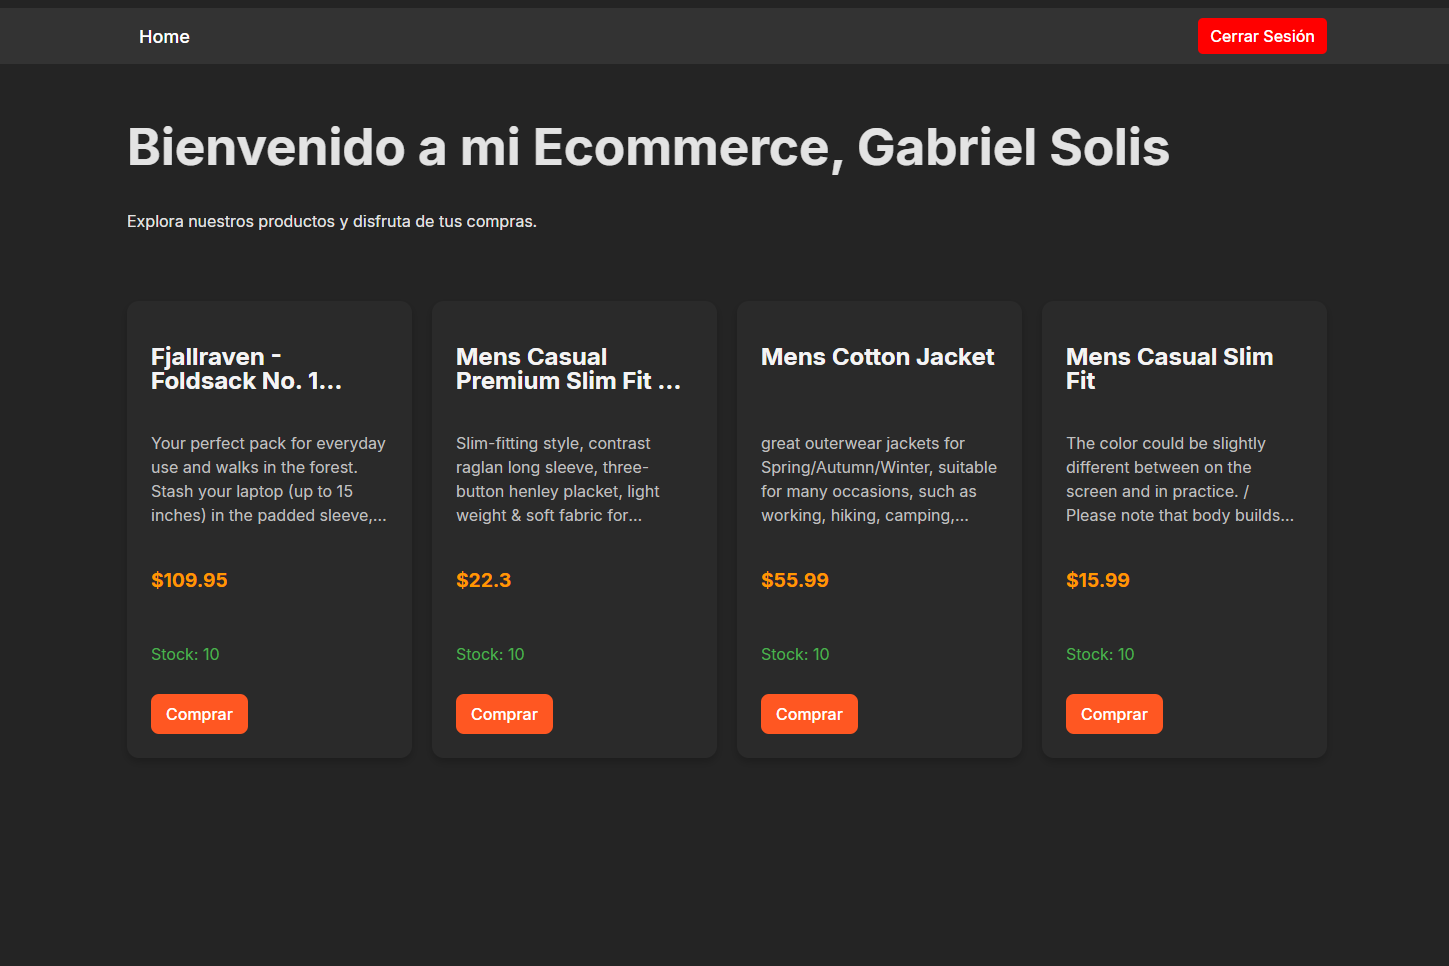 Home
Cerrar Sesión
Bienvenido a mi Ecommerce, Gabriel Solis
Explora nuestros productos y disfruta de tus compras.
Fjallraven -
Foldsack No. 1...
Your perfect pack for everyday
use and walks in the forest.
Stash your laptop (up to 15
inches) in the padded sleeve,...
$109.95
Stock: 10
Comprar
Mens Casual
Premium Slim Fit ...
Slim-fitting style, contrast
raglan long sleeve, three-
button henley placket, light
weight & soft fabric for...
$22.3
Stock: 10
Comprar
Mens Cotton Jacket
great outerwear jackets for
Spring/Autumn/Winter, suitable
for many occasions, such as
working, hiking, camping,...
$55.99
Stock: 10
Comprar
Mens Casual Slim
Fit
The color could be slightly
different between on the
screen and in practice. /
Please note that body builds...
$15.99
Stock: 10
Comprar